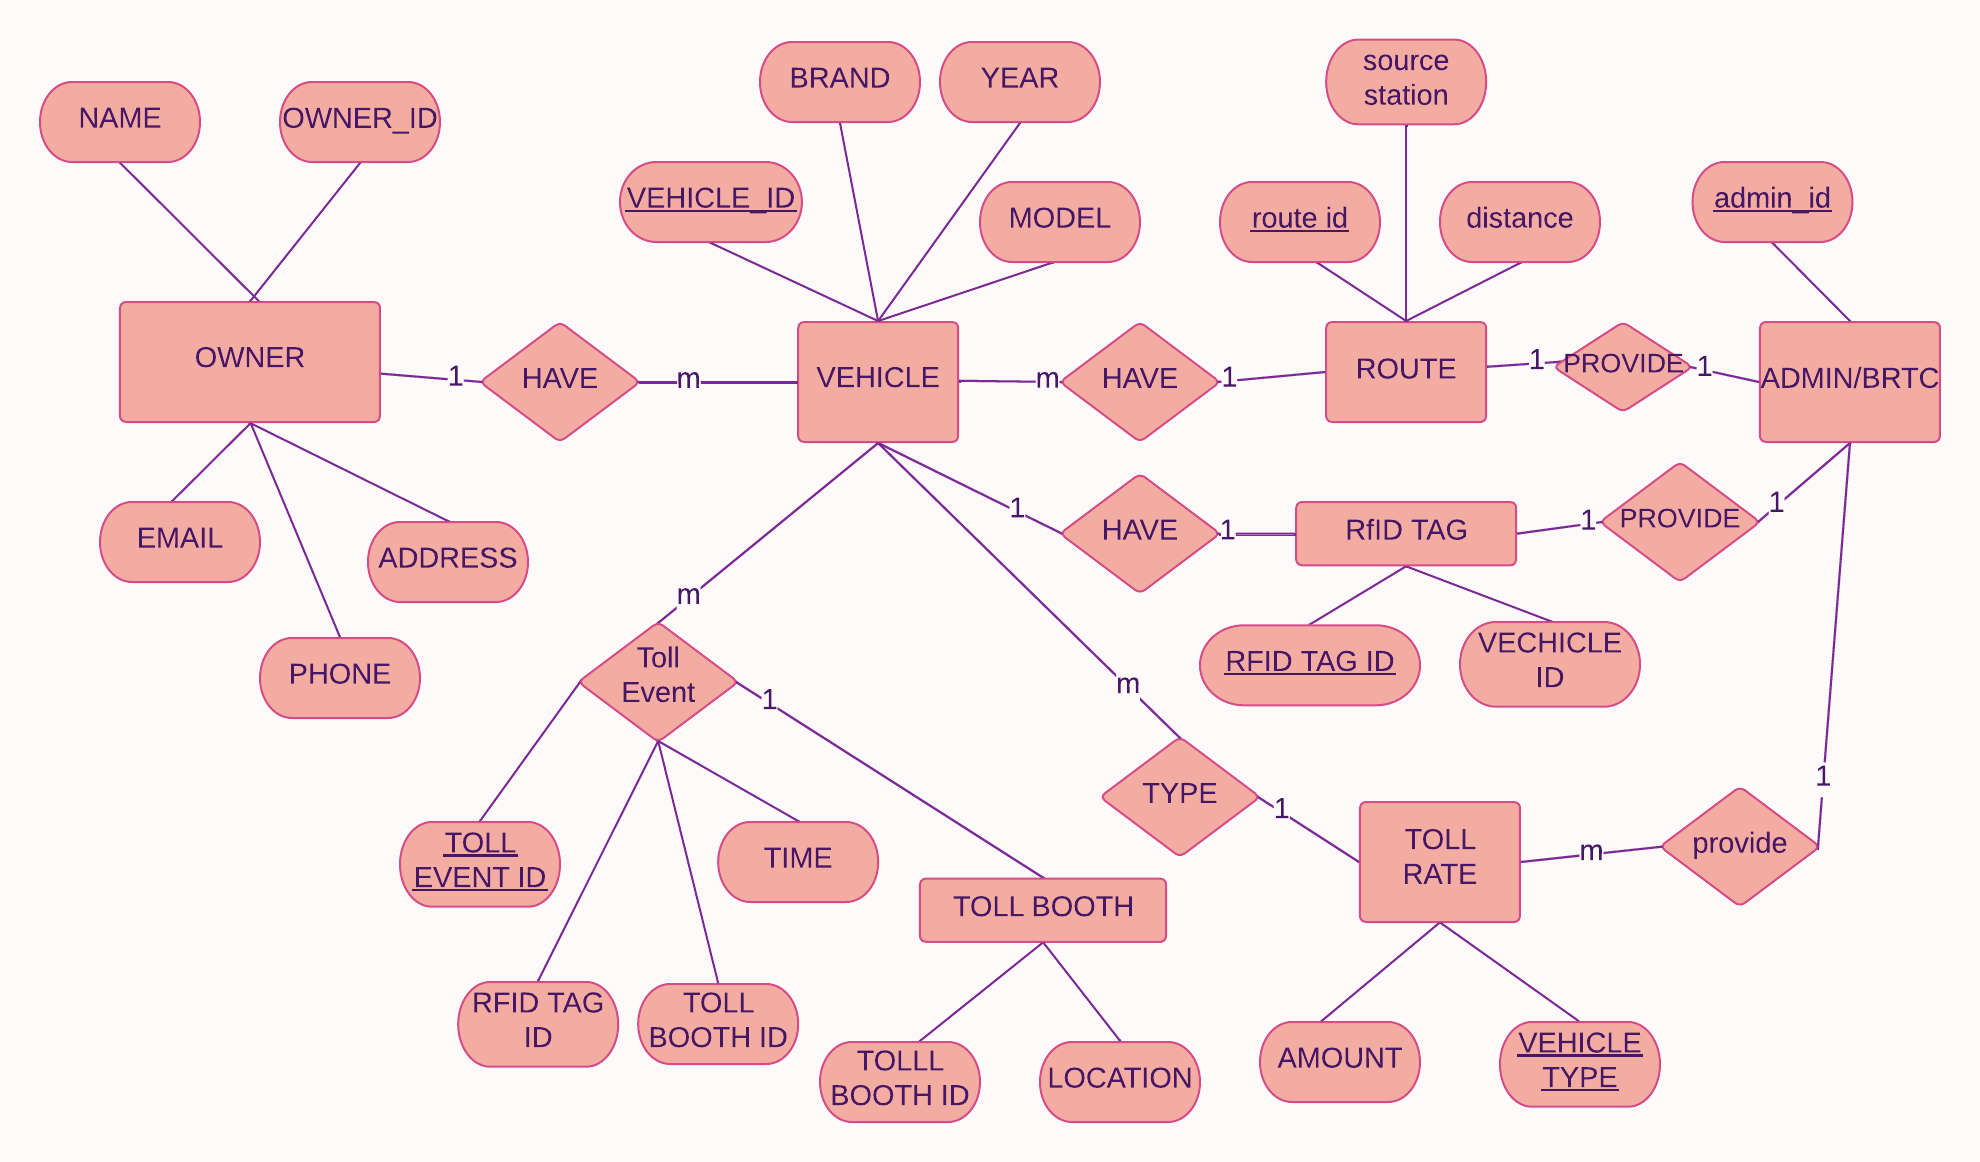 source
station
BRAND
YEAR
NAME
OWNER_ID
VEHICLE_ID
MODEL
route id
distance
admin_id
OWNER
1
HAVE
m
VEHICLE
m
HAVE
1
ROUTE
1
PROVIDE
1
ADMIN/BRTC
EMAIL
ADDRESS
PHONE
1
HAVE
1
RfID TAG
1
PROVIDE
1
m
Toll
Event
1
RFID TAG ID
VECHICLE
ID
m
TYPE
1
TOLL
RATE
m
provide
1
TOLL
EVENT ID
TIME
TOLL BOOTH
RFID TAG
ID
TOLL
BOOTH ID
TOLLL
BOOTH ID
LOCATION
AMOUNT
VEHICLE
TYPE